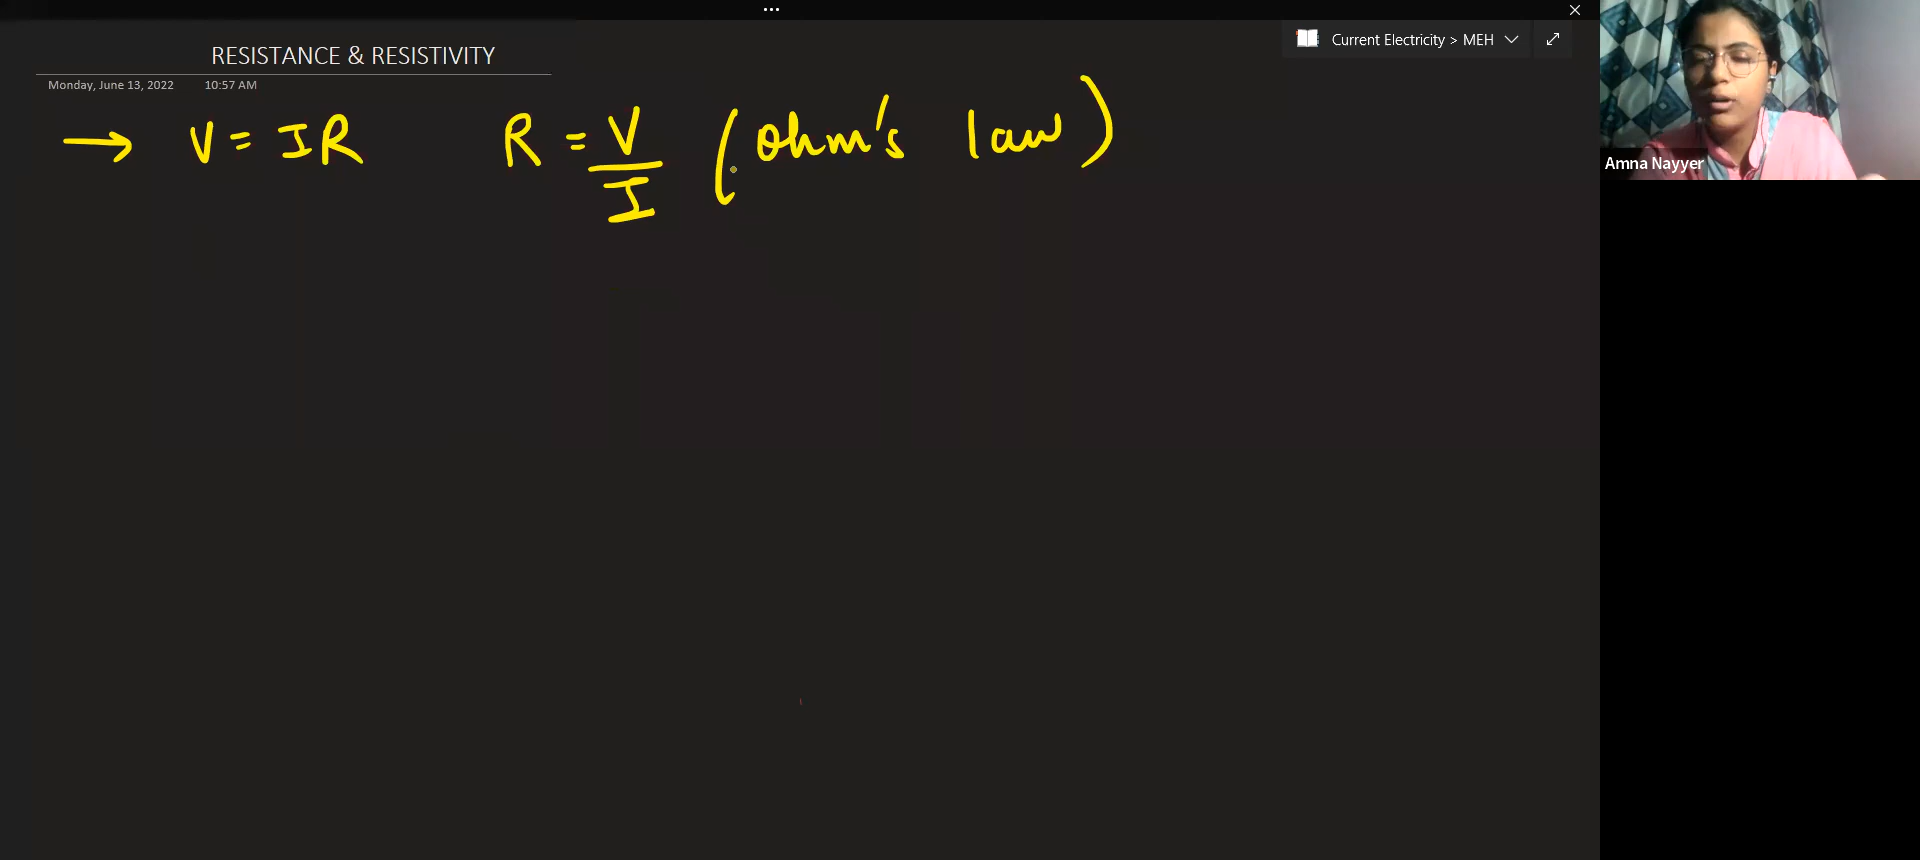 RESISTANCE & RESISTIVITY
Current Electricity > MEH
Monday, June 13, 2022 10:57 AM
→ V = IR R = V/I (ohm's law)
Amna Nayyer